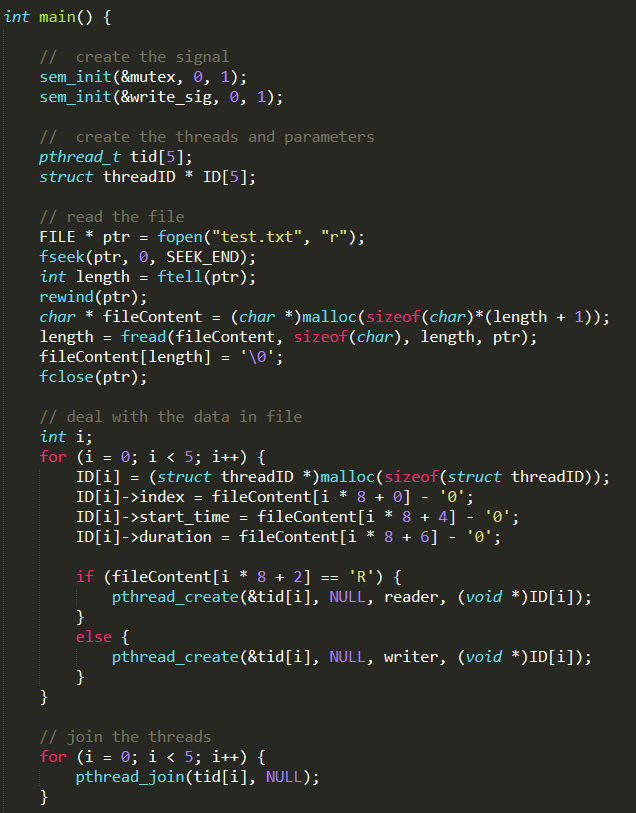 int main() {
//  create the signal
sem_init(&mutex, 0, 1);
sem_init(&write_sig, 0, 1);
//  create the threads and parameters
pthread_t tid[5];
struct threadID * ID[5];
// read the file
FILE * ptr = fopen("test.txt", "r");
fseek(ptr, 0, SEEK_END);
int length = ftell(ptr);
rewind(ptr);
char * fileContent = (char *)malloc(sizeof(char)*(length + 1));
length = fread(fileContent, sizeof(char), length, ptr);
fileContent[length] = '\0';
fclose(ptr);
// deal with the data in file
int i;
for (i = 0; i < 5; i++) {
ID[i] = (struct threadID *)malloc(sizeof(struct threadID));
ID[i]->index = fileContent[i * 8 + 0] - '0';
ID[i]->start_time = fileContent[i * 8 + 4] - '0';
ID[i]->duration = fileContent[i * 8 + 6] - '0';
if (fileContent[i * 8 + 2] == 'R') {
pthread_create(&tid[i], NULL, reader, (void *)ID[i]);
}
else {
pthread_create(&tid[i], NULL, writer, (void *)ID[i]);
}
}
// join the threads
for (i = 0; i < 5; i++) {
pthread_join(tid[i], NULL);
}